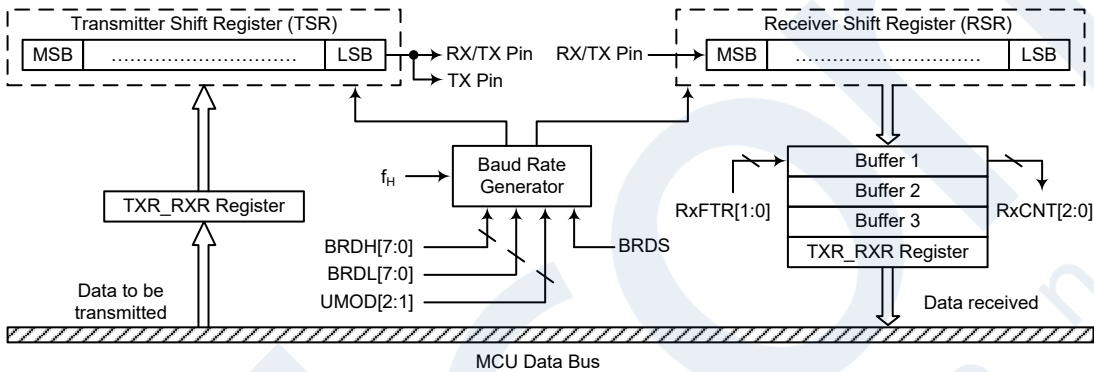 Transmitter Shift Register (TSR)
MSB ………………………… LSB
RX/TX Pin
TX Pin
Receiver Shift Register (RSR)
RX/TX Pin
MSB ………………………… LSB
TXR_RXR Register
Data to be
transmitted
fH
Baud Rate
Generator
BRDH[7:0]
BRDL[7:0]
UMOD[2:1]
BRDS
RxFTR[1:0]
Buffer 1
Buffer 2
Buffer 3
TXR_RXR Register
RxCNT[2:0]
Data received
MCU Data Bus